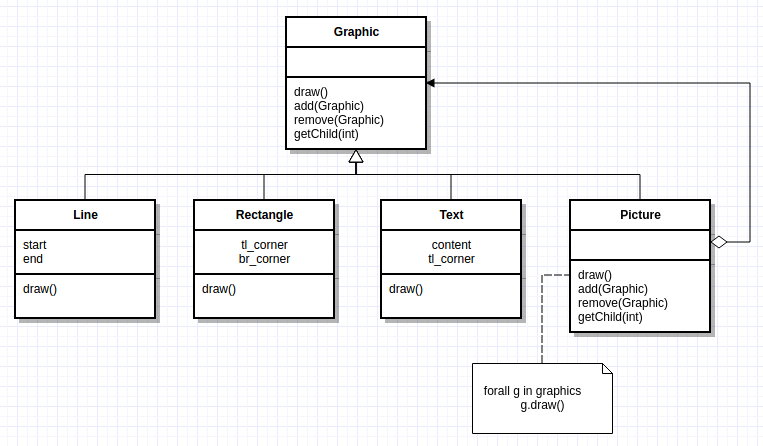 Graphic
draw()
add(Graphic)
remove(Graphic)
getChild(int)
Line
start
end
draw()
Rectangle
tl_corner
br_corner
draw()
Text
content
tl_corner
draw()
Picture
draw()
add(Graphic)
remove(Graphic)
getChild(int)
forall g in graphics
g.draw()